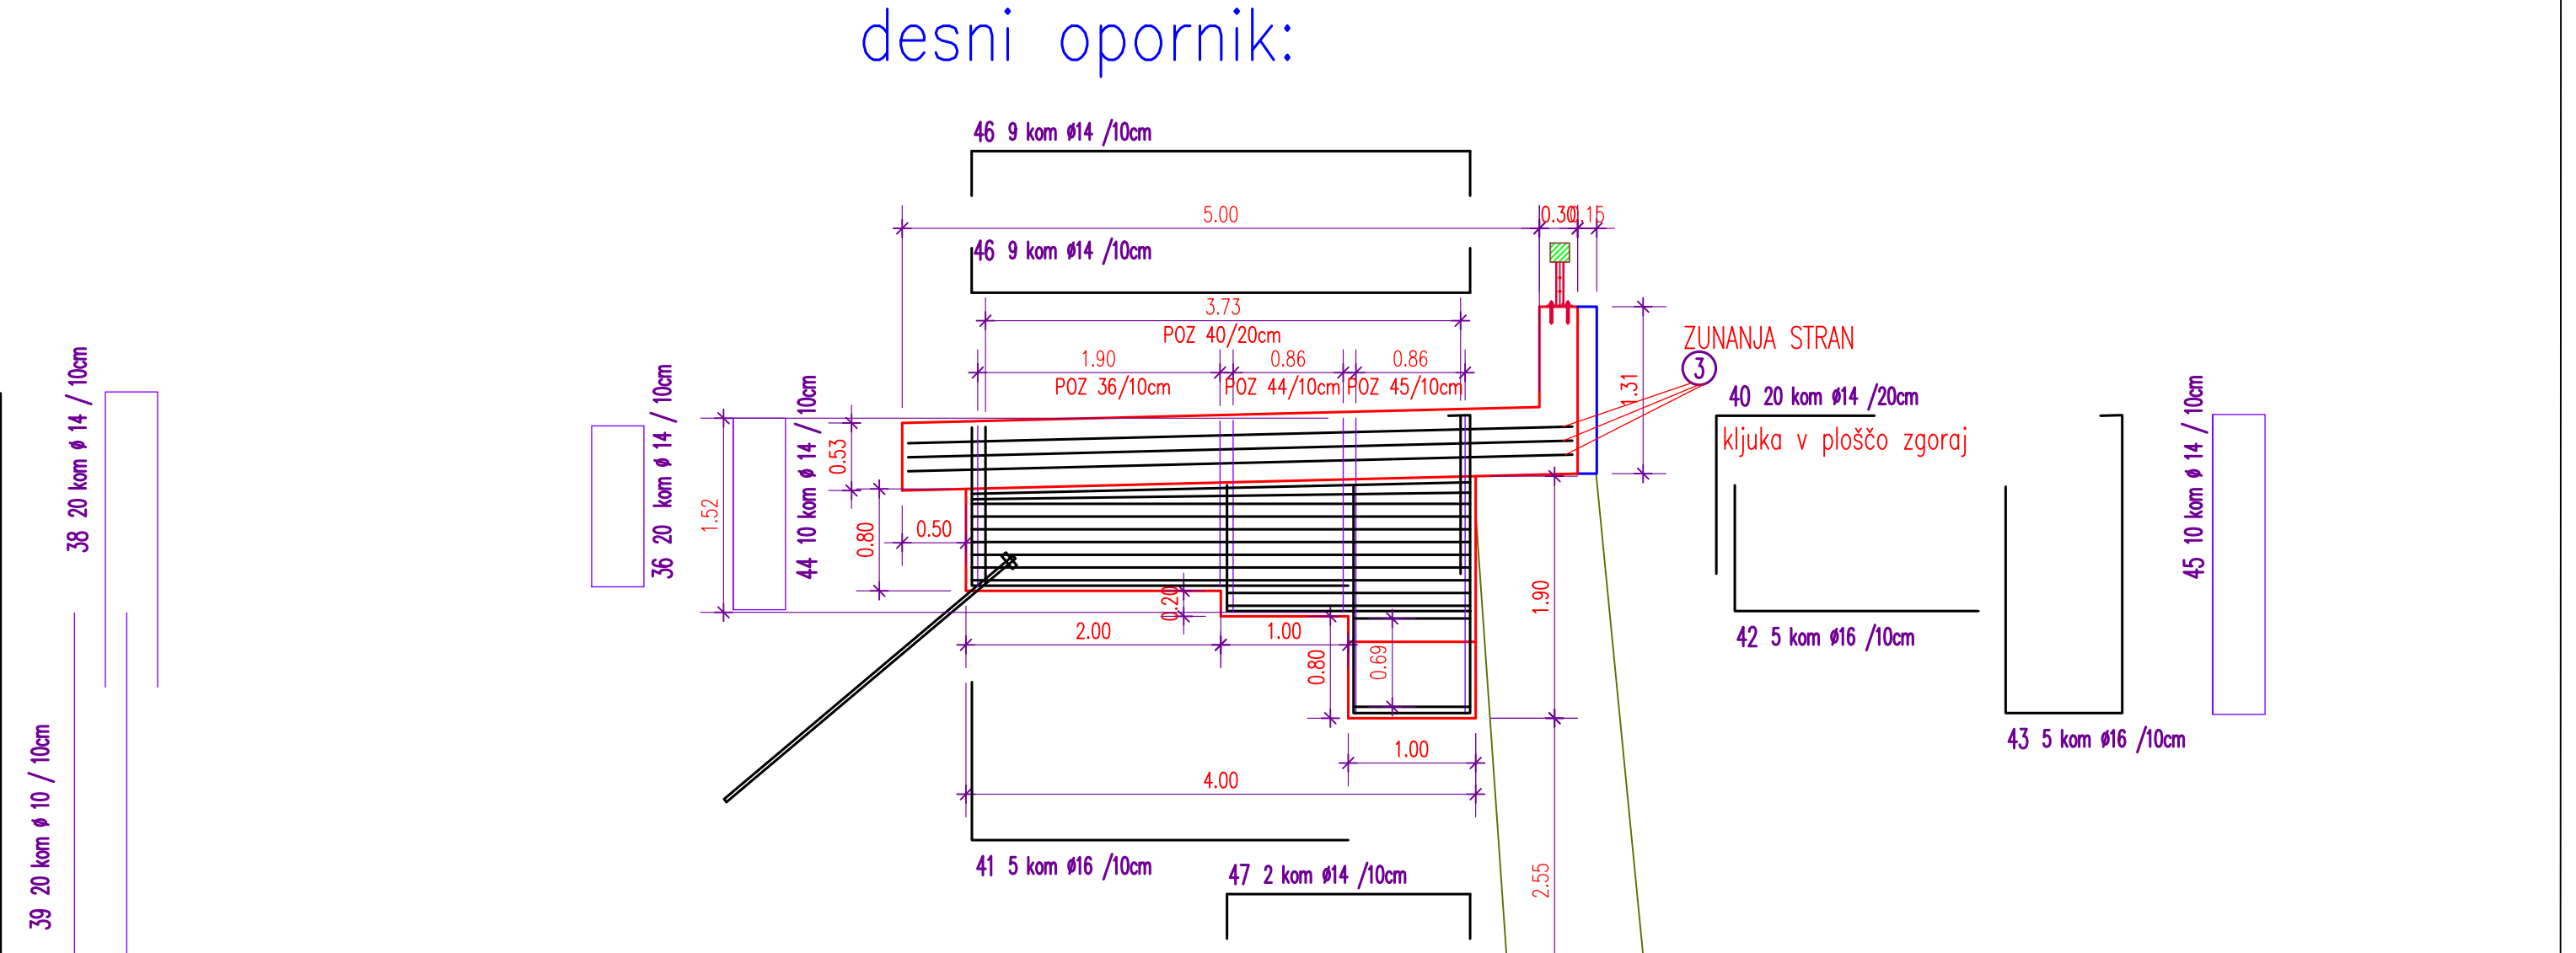 desni opornik:
46 9 kom ø14 /10cm
5.00
0.30
0.15
46 9 kom ø14 /10cm
3.73
POZ 40/20cm
1.90
0.86
0.86
POZ 36/10cm
POZ 44/10cm
POZ 45/10cm
ZUNANJA STRAN
3
1.31
40 20 kom ø14 /20cm
kljuka v ploščo zgoraj
38 20 kom ø 14 / 10cm
36 20 kom ø 14 / 10cm
44 10 kom ø 14 / 10cm
45 10 kom ø 14 / 10cm
0.53
1.52
0.80
0.50
0.20
2.00
1.00
0.80
0.69
1.90
42 5 kom ø16 /10cm
43 5 kom ø16 /10cm
1.00
4.00
39 20 kom ø 10 / 10cm
41 5 kom ø16 /10cm
47 2 kom ø14 /10cm
2.55